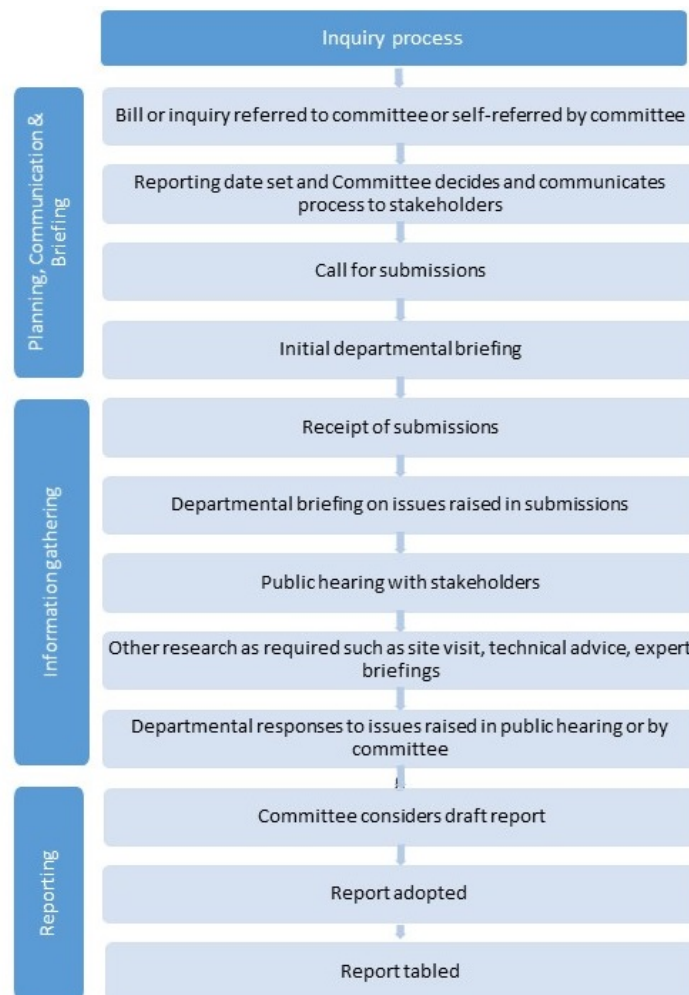 Inquiry process
Planning, Communication &
Briefing
Bill or inquiry referred to committee or self-referred by committee
Reporting date set and Committee decides and communicates
process to stakeholders
Call for submissions
Initial departmental briefing
Information gathering
Receipt of submissions
Departmental briefing on issues raised in submissions
Public hearing with stakeholders
Other research as required such as site visit, technical advice, expert
briefings
Departmental responses to issues raised in public hearing or by
committee
Reporting
Committee considers draft report
Report adopted
Report tabled